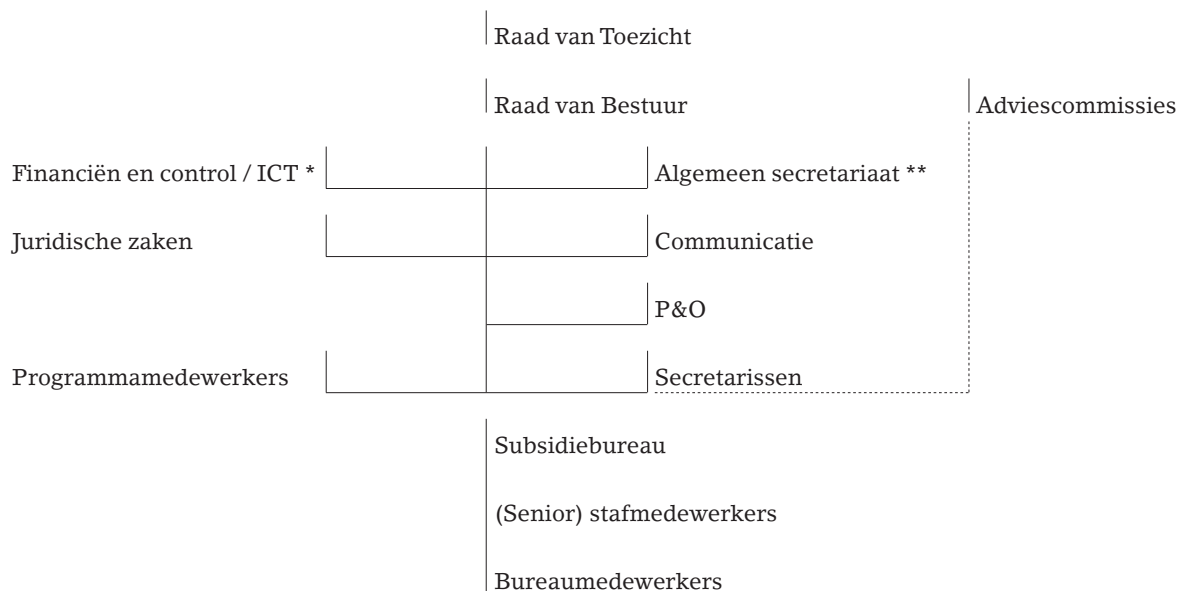 Raad van Toezicht
Raad van Bestuur
Adviescommissies
Financiën en control / ICT *
Algemeen secretariaat **
Juridische zaken
Communicatie
P&O
Programmamedewerkers
Secretarissen
Subsidiebureau
(Senior) stafmedewerkers
Bureaumedewerkers